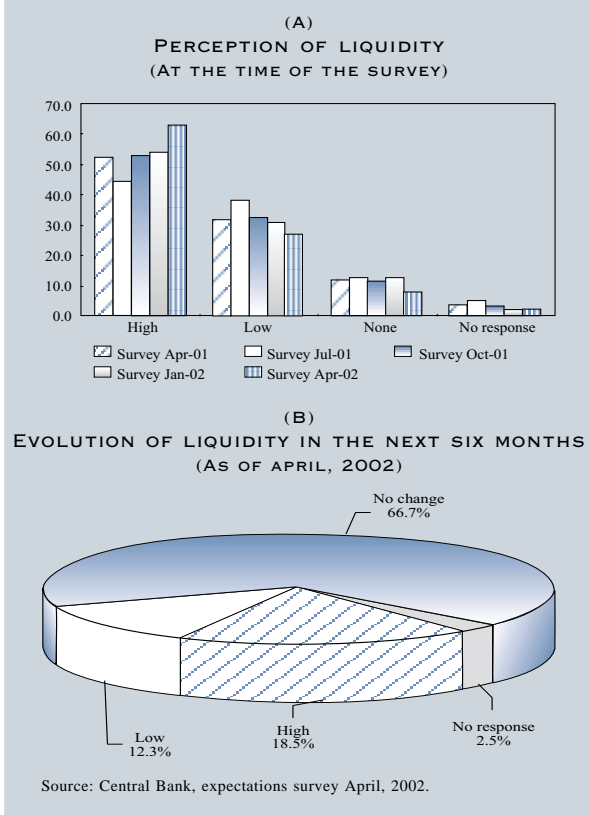 (A)
PERCEPTION OF LIQUIDITY
(AT THE TIME OF THE SURVEY)
70.0
60.0
50.0
40.0
30.0
20.0
10.0
0.0
High Low None No response
Survey Apr-01 Survey Jul-01 Survey Oct-01
Survey Jan-02 Survey Apr-02
(B)
EVOLUTION OF LIQUIDITY IN THE NEXT SIX MONTHS
(AS OF APRIL, 2002)
No change
66.7%
Low
12.3%
High
18.5%
No response
2.5%
Source: Central Bank, expectations survey April, 2002.